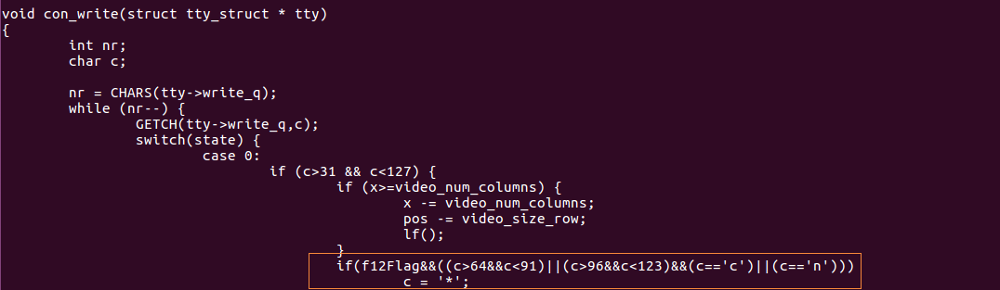 void con_write(struct tty_struct * tty)
{
        int nr;
        char c;

        nr = CHARS(tty->write_q);
        while (nr--) {
                GETCH(tty->write_q,c);
                switch(state) {
                        case 0:
                                if (c>31 && c<127) {
                                        if (x>=video_num_columns) {
                                                x -= video_num_columns;
                                                pos -= video_size_row;
                                                lf();
                                        }
                                        if(f12Flag&&((c>64&&c<91)||(c>96&&c<123)&&(c=='c')||(c=='n')))
                                                c = '*';